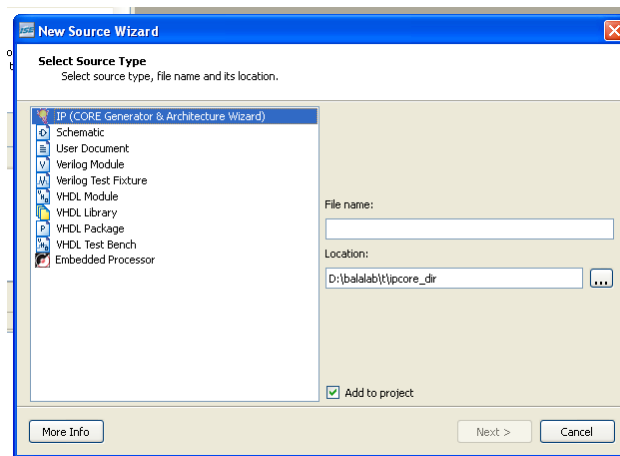 ISE New Source Wizard
Select Source Type
Select source type, file name and its location.
IP (CORE Generator & Architecture Wizard)
Schematic
User Document
Verilog Module
Verilog Test Fixture
VHDL Module
VHDL Library
VHDL Package
VHDL Test Bench
Embedded Processor
File name:
Location:
D:\balalab\t\ipcore_dir
...
Add to project
More Info
Next >
Cancel